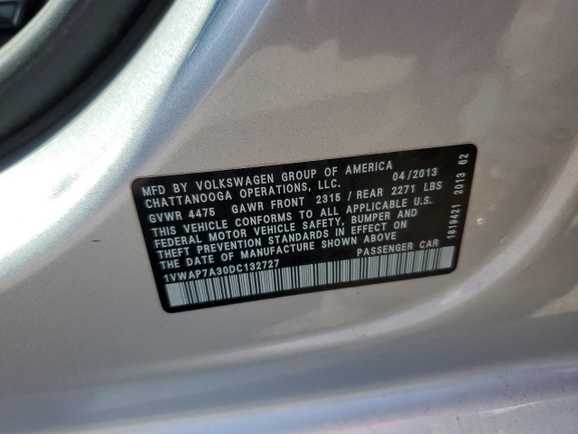 MFD BY VOLKSWAGEN GROUP OF AMERICA 04/2013
CHATTANOOGA OPERATIONS, LLC.
GVWR 4475 GAWR FRONT 2315 / REAR 2271 LBS
THIS VEHICLE CONFORMS TO ALL APPLICABLE U.S.
FEDERAL MOTOR VEHICLE SAFETY, BUMPER AND
THEFT PREVENTION STANDARDS IN EFFECT ON
THE DATE OF MANUFACTURE SHOWN ABOVE
1VWAP7A30DC132727 PASSENGER CAR
1819421 2013 62